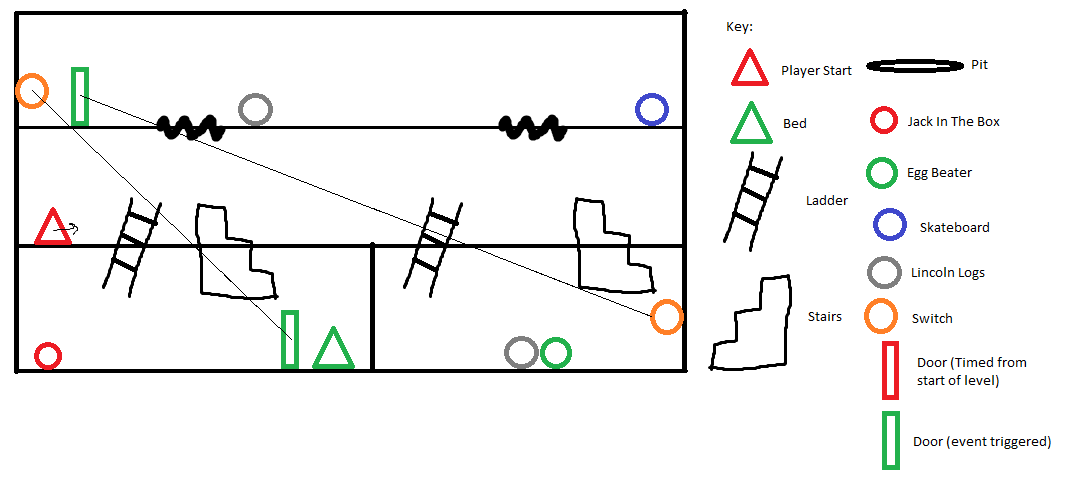 Key:
Player Start
Pit
Bed
Jack In The Box
Egg Beater
Ladder
Skateboard
Lincoln Logs
Stairs
Switch
Door (Timed from
start of level)
Door (event triggered)